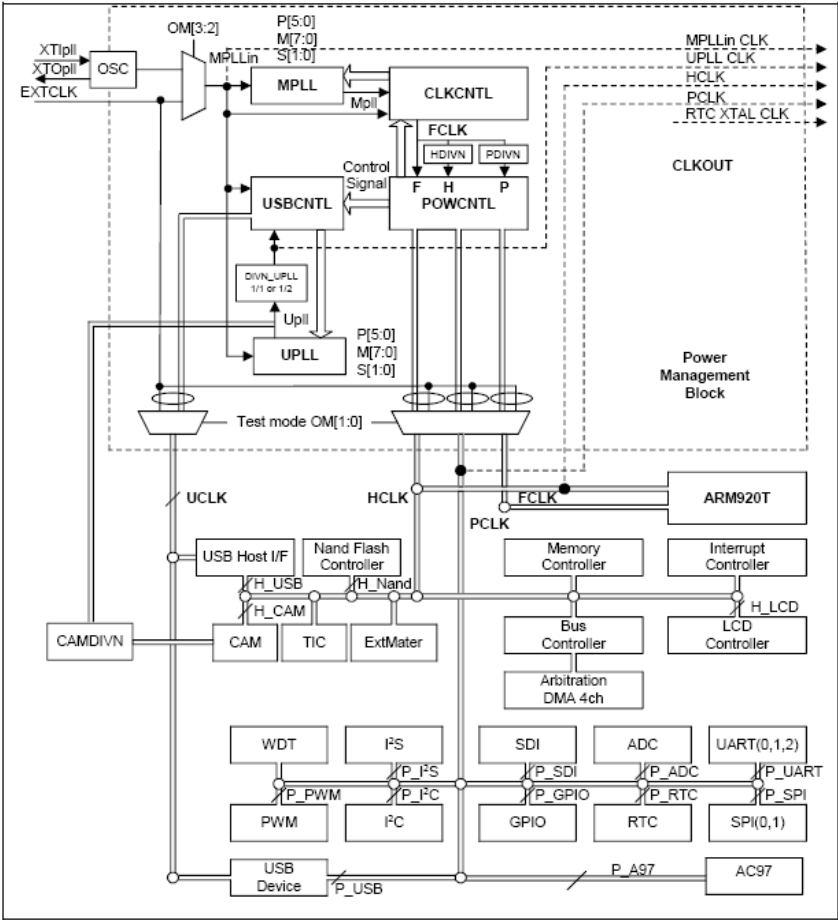 OM[3:2]
P[5:0]
M[7:0]
S[1:0]
XTIpll
XTOpll
EXTCLK
OSC
MPLLin
MPLL
Mpll
CLKCNTL
MPLLin CLK
UPLL CLK
HCLK
PCLK
RTC XTAL CLK
FCLK
HDIVN
PDIVN
CLKOUT
Control
Signal
F H P
USBCNTL
POWCNTL
DIVN_UPLL
1/1 or 1/2
Upll
UPLL
P[5:0]
M[7:0]
S[1:0]
Power
Management
Block
Test mode OM[1:0]
UCLK
HCLK
FCLK
PCLK
ARM920T
USB Host I/F
Nand Flash
Controller
Memory
Controller
Interrupt
Controller
H_USB
H_Nand
H_CAM
H_LCD
CAMDIVN
CAM
TIC
ExtMater
Bus
Controller
LCD
Controller
Arbitration
DMA 4ch
WDT
I²S
SDI
ADC
UART(0,1,2)
P_I²S
P_SDI
P_ADC
P_UART
P_PWM
P_I²C
P_GPIO
P_RTC
P_SPI
PWM
I²C
GPIO
RTC
SPI(0,1)
USB
Device
P_USB
P_A97
AC97